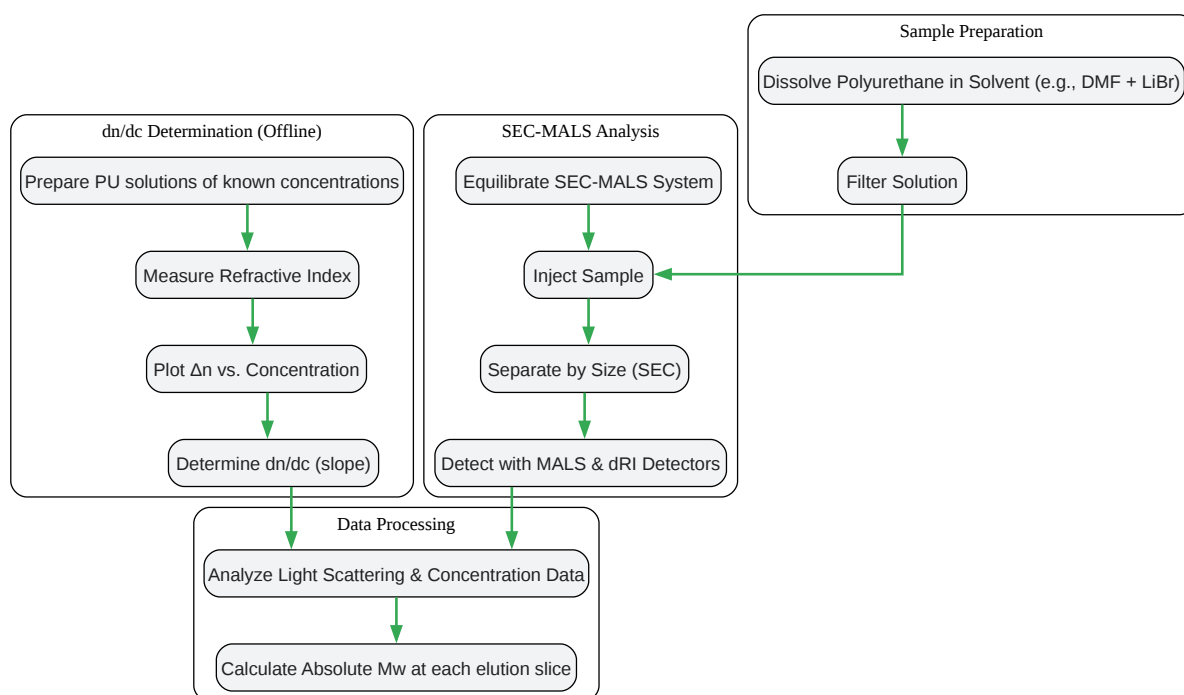 Sample Preparation
Dissolve Polyurethane in Solvent (e.g., DMF + LiBr)
Filter Solution
dn/dc Determination (Offline)
Prepare PU solutions of known concentrations
Measure Refractive Index
Plot Δn vs. Concentration
Determine dn/dc (slope)
SEC-MALS Analysis
Equilibrate SEC-MALS System
Inject Sample
Separate by Size (SEC)
Detect with MALS & dRI Detectors
Data Processing
Analyze Light Scattering & Concentration Data
Calculate Absolute Mw at each elution slice